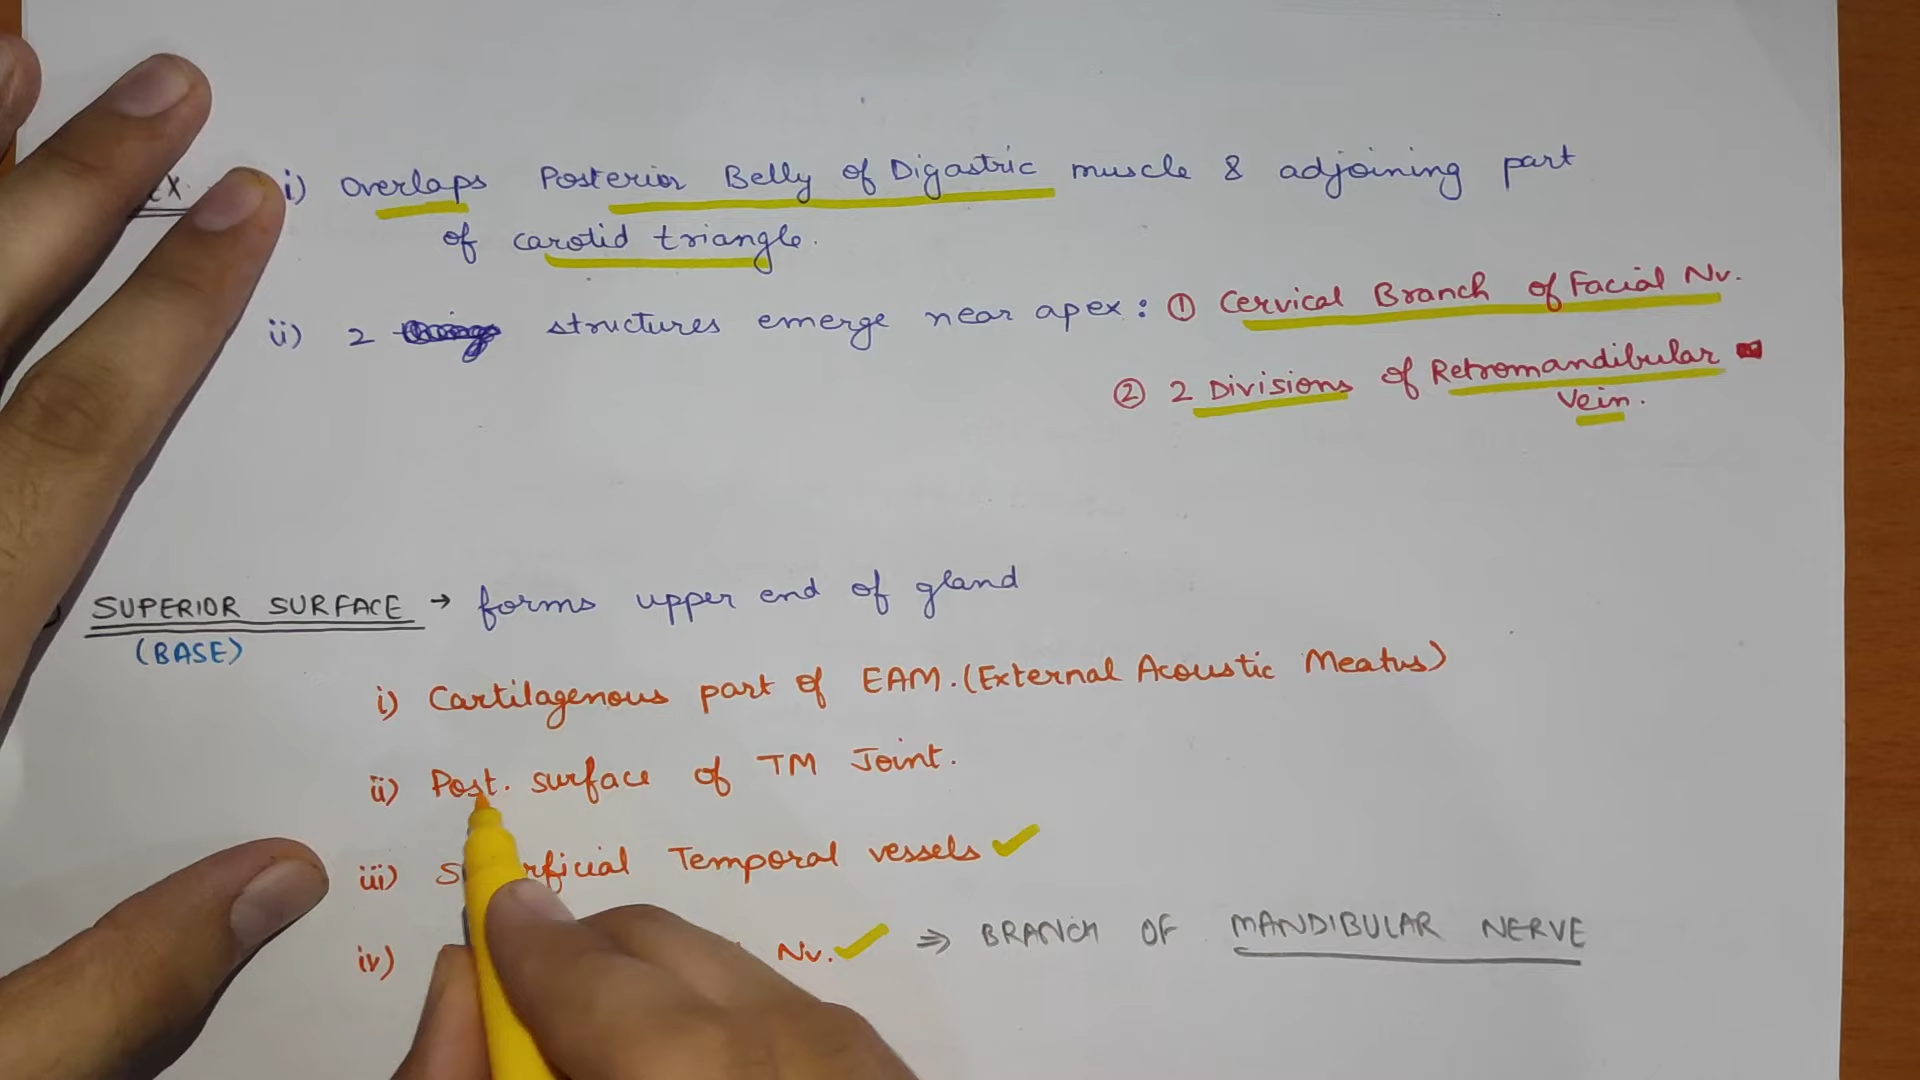 i) Overlaps Posterior Belly of Digastric muscle & adjoining part
of carotid triangle.
ii) 2 structures emerge near apex: ① Cervical Branch of Facial Nv.
② 2 Divisions of Retromandibular
Vein.
SUPERIOR SURFACE → forms upper end of gland
(BASE)
i) Cartilagenous part of EAM. (External Acoustic Meatus)
ii) Post. surface of TM Joint.
iii) Temporal vessels ✓
iv) Nv. ✓ ⇒ BRANCH OF MANDIBULAR NERVE